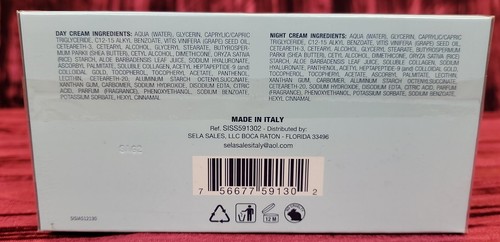 DAY CREAM INGREDIENTS: AQUA (WATER), GLYCERIN, CAPRYLIC/CAPRIC
TRIGLYCERIDE, C12-15 ALKYL BENZOATE, VITIS VINIFERA (GRAPE) SEED OIL,
CETEARETH-3, CETEARYL ALCOHOL, GLYCERYL STEARATE, BUTYROSPER-
MUM PARKII (SHEA BUTTER), CETYL ALCOHOL, DIMETHICONE, ORYZA SATIVA
(RICE) STARCH, ALOE BARBADENSIS LEAF JUICE, SODIUM HYALURONATE,
PANTHENOL, MALTITOL, SOLUBLE COLLAGEN, ACETYL HEPTAPEPTIDE-9 (and)
COLLOIDAL GOLD, TOCOPHEROL, TOCOPHERYL ACETATE, PANTHENOL,
LECITHIN, CETEARETH-20, ALUMINUM STARCH OCTENYLSUCCINATE,
XANTHAN GUM, CARBOMER, SODIUM HYDROXIDE, DISODIUM EDTA, CITRIC
ACID, PARFUM (FRAGRANCE), PHENOXYETHANOL, SODIUM BENZOATE,
POTASSIUM SORBATE, HEXYL CINNAMAL
NIGHT CREAM INGREDIENTS: AQUA (WATER), GLYCERIN, CAPRYLIC/CAPRIC
TRIGLYCERIDE, C12-15 ALKYL BENZOATE, VITIS VINIFERA (GRAPE) SEED OIL,
CETEARETH-3, CETEARYL ALCOHOL, GLYCERYL STEARATE, BUTYROSPERMUM
PARKII (SHEA BUTTER), CETYL ALCOHOL, DIMETHICONE, ORYZA SATIVA (RICE)
STARCH, ALOE BARBADENSIS LEAF JUICE, SOLUBLE COLLAGEN, SODIUM
HYALURONATE, PANTHENOL, ACETYL HEPTAPEPTIDE-9 (and) COLLOIDAL GOLD,
TOCOPHEROL, TOCOPHERYL ACETATE, ASCORBYL PALMITATE, LECITHIN,
XANTHAN GUM, CARBOMER, ALUMINUM STARCH OCTENYLSUCCINATE,
CETEARETH-20, SODIUM HYDROXIDE, DISODIUM EDTA, CITRIC ACID, PARFUM
(FRAGRANCE), PHENOXYETHANOL, POTASSIUM SORBATE, SODIUM BENZOATE,
HEXYL CINNAMAL
MADE IN ITALY
Ref. SISS591302 - Distributed by:
SELA SALES, LLC BOCA RATON - FLORIDA 33496
selasalesitaly@aol.com
7 56677 59130 2
12 M